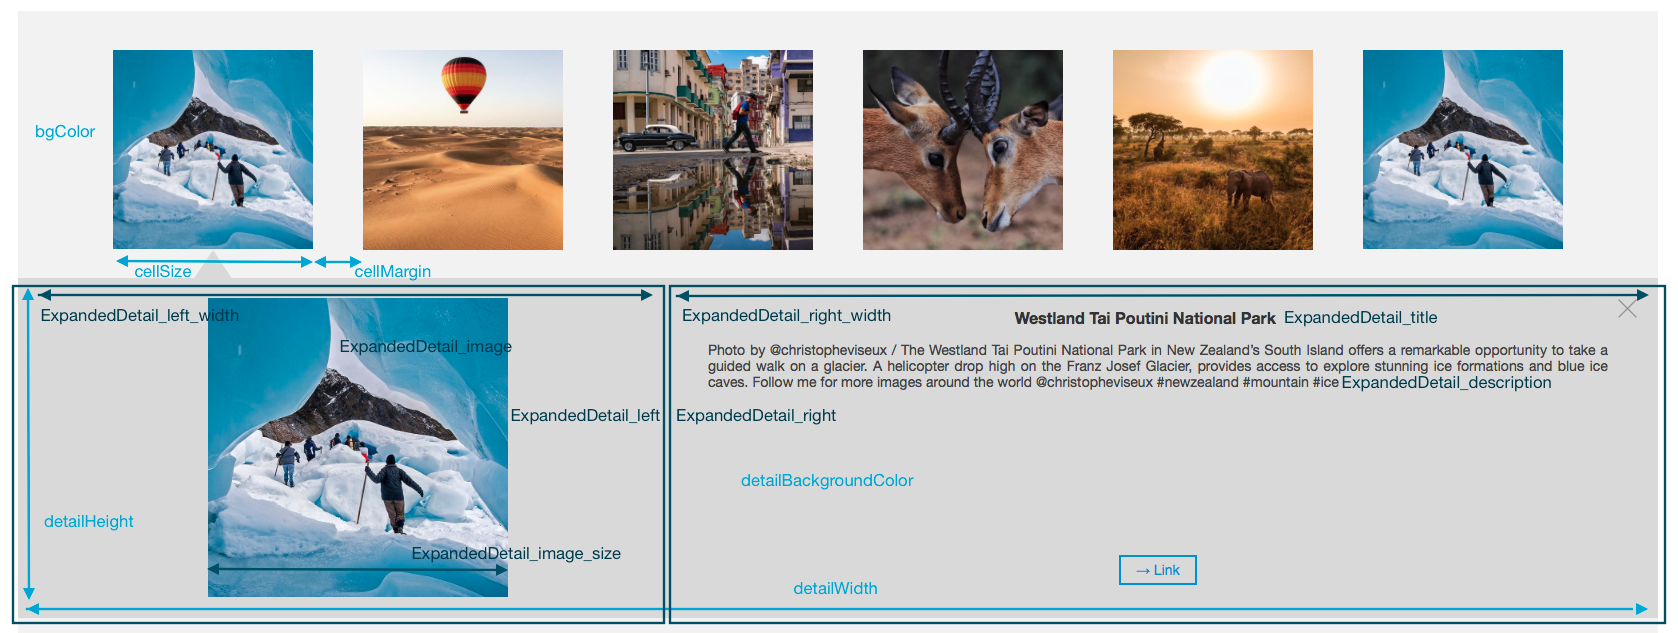 bgColor
cellSize
cellMargin
ExpandedDetail_left_width
ExpandedDetail_right_width
Westland Tai Poutini National Park ExpandedDetail_title
ExpandedDetail_image
Photo by @christopheviseux / The Westland Tai Poutini National Park in New Zealand's South Island offers a remarkable opportunity to take a
guided walk on a glacier. A helicopter drop high on the Franz Josef Glacier, provides access to explore stunning ice formations and blue ice
caves. Follow me for more images around the world @christopheviseux #newzealand #mountain #ice ExpandedDetail_description
ExpandedDetail_left
ExpandedDetail_right
detailBackgroundColor
detailHeight
ExpandedDetail_image_size
→ Link
detailWidth